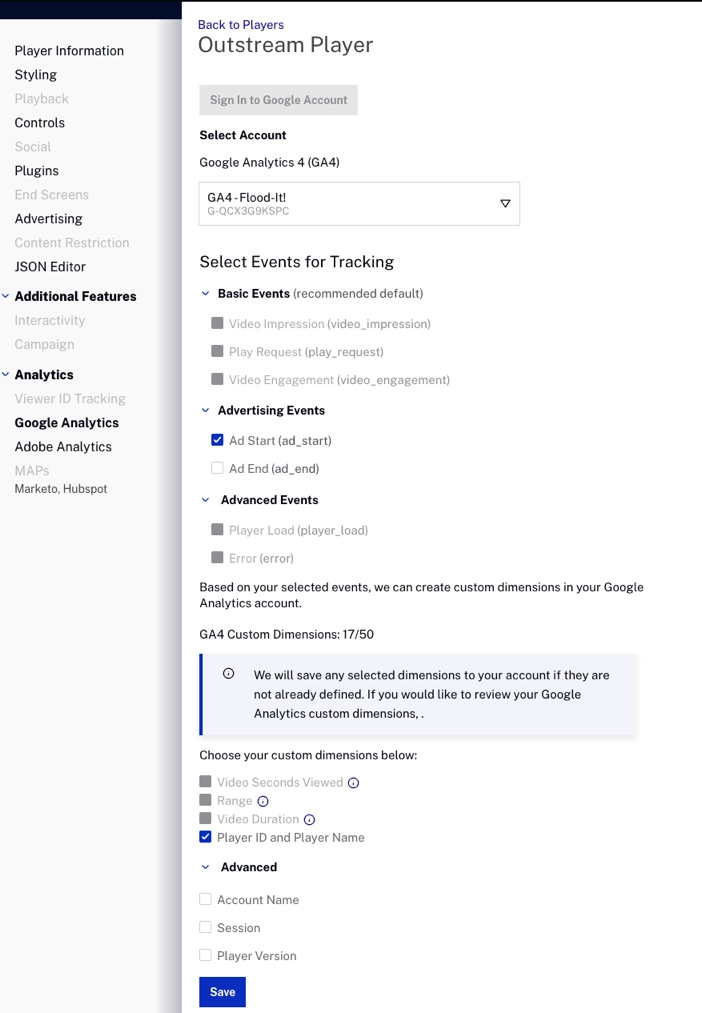 Back to Players
Outstream Player
Player Information
Styling
Playback
Controls
Social
Plugins
End Screens
Advertising
Content Restriction
JSON Editor
Additional Features
Interactivity
Campaign
Analytics
Viewer ID Tracking
Google Analytics
Adobe Analytics
MAPs
Marketo, Hubspot
Sign In to Google Account
Select Account
Google Analytics 4 (GA4)
GA4 - Flood-It!
G-QCX3G9KSPC
Select Events for Tracking
Basic Events (recommended default)
Video Impression (video_impression)
Play Request (play_request)
Video Engagement (video_engagement)
Advertising Events
Ad Start (ad_start)
Ad End (ad_end)
Advanced Events
Player Load (player_load)
Error (error)
Based on your selected events, we can create custom dimensions in your Google
Analytics account.
GA4 Custom Dimensions: 17/50
We will save any selected dimensions to your account if they are
not already defined. If you would like to review your Google
Analytics custom dimensions, .
Choose your custom dimensions below:
Video Seconds Viewed
Range
Video Duration
Player ID and Player Name
Advanced
Account Name
Session
Player Version
Save